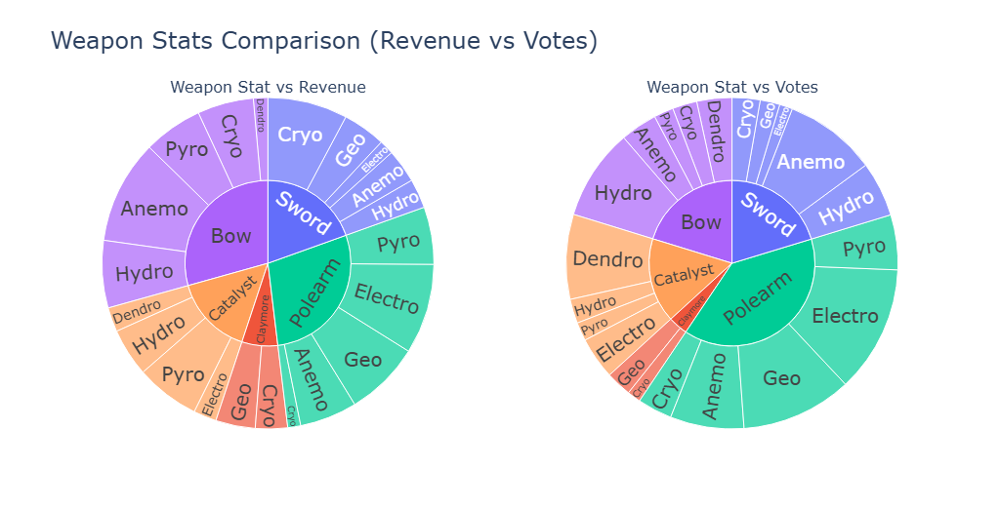 Weapon Stats Comparison (Revenue vs Votes)
Weapon Stat vs Revenue
Cryo
Geo
Electro
Anemo
Hydro
Sword
Pyro
Electro
Geo
Anemo
Cryo
Polearm
Cryo
Geo
Claymore
Electro
Pyro
Hydro
Dendro
Catalyst
Hydro
Anemo
Pyro
Cryo
Dendro
Bow
Weapon Stat vs Votes
Cryo
Geo
Electro
Anemo
Hydro
Sword
Pyro
Electro
Geo
Anemo
Cryo
Polearm
Cryo
Geo
Claymore
Electro
Pyro
Hydro
Dendro
Catalyst
Hydro
Anemo
Pyro
Cryo
Dendro
Bow